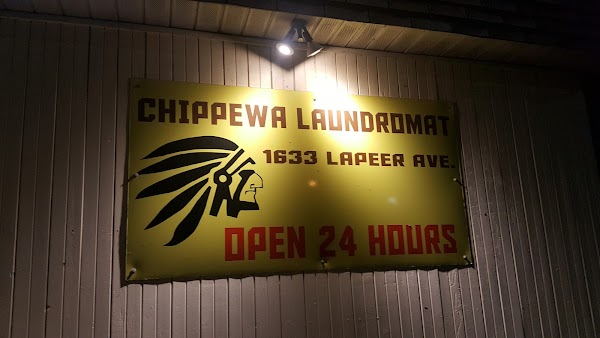 CHIPPEWA LAUNDROMAT
1633 LAPEER AVE.
OPEN 24 HOURS